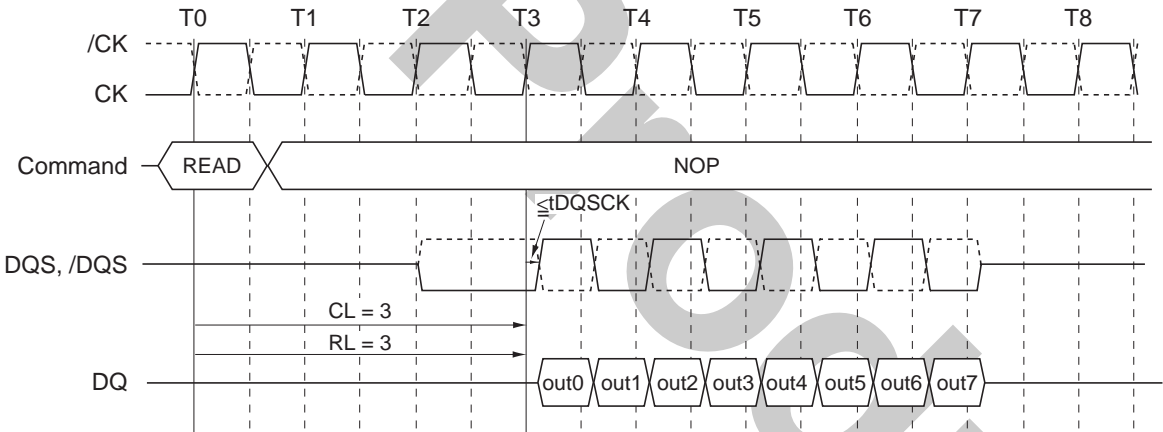 T0 T1 T2 T3 T4 T5 T6 T7 T8
/CK
CK
Command READ NOP
≦tDQSCK
DQS, /DQS
CL = 3
RL = 3
DQ out0 out1 out2 out3 out4 out5 out6 out7